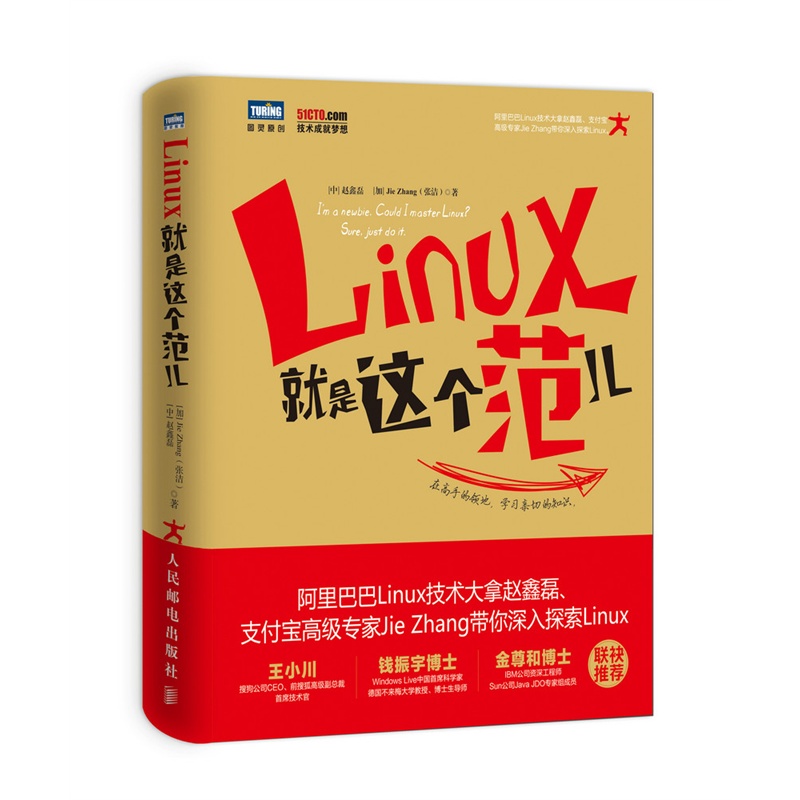 TURING
图灵原创
51CTO.com
技术成就梦想
阿里巴巴Linux技术大拿赵鑫磊、支付宝
高级专家Jie Zhang带你深入探索Linux。
[中] 赵鑫磊 [加] Jie Zhang（张洁）◎ 著
I'm a newbie. Could I master Linux?
Sure, just do it.
Linux
就是这个范儿
在高手的领地，学习亲切的知识。
阿里巴巴Linux技术大拿赵鑫磊、
支付宝高级专家Jie Zhang带你深入探索Linux
王小川
搜狗公司CEO、前搜狐高级副总裁
首席技术官
钱振宇博士
Windows Live中国首席科学家
德国不来梅大学教授、博士生导师
金尊和博士
IBM公司资深工程师
Sun公司Java JDO专家组成员
联袂
推荐
TURING
图灵原创
Linux
就是这个范儿
[加] Jie Zhang（张洁）◎ 著
[中] 赵鑫磊
人民邮电出版社